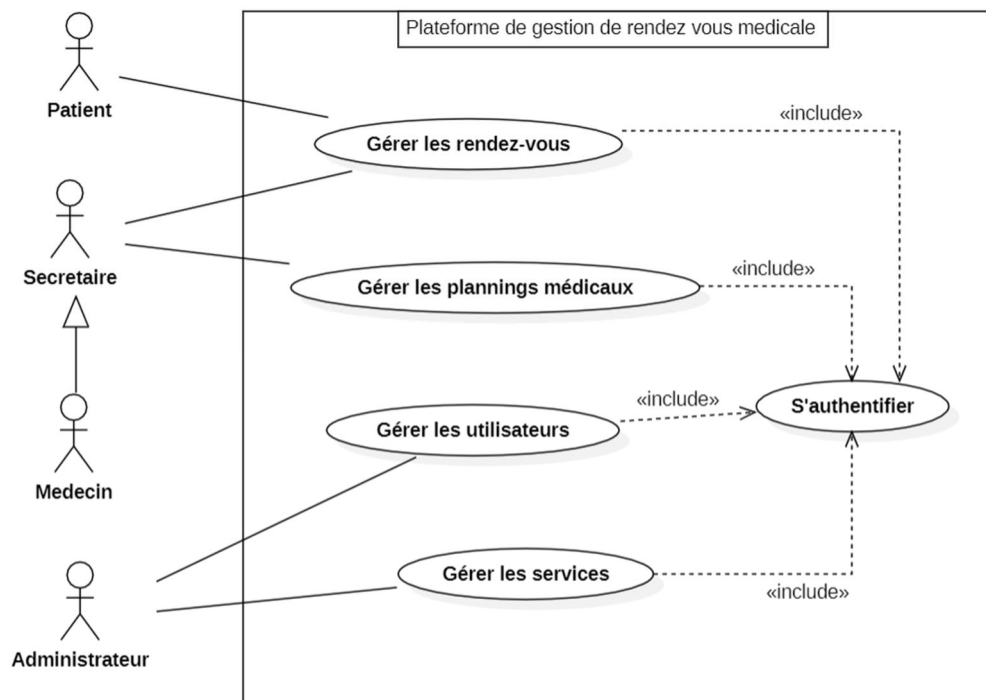 Plateforme de gestion de rendez vous medicale
Patient
«include»
Gérer les rendez-vous
Secretaire
«include»
Gérer les plannings médicaux
«include»
S'authentifier
Gérer les utilisateurs
Medecin
Gérer les services
«include»
Administrateur